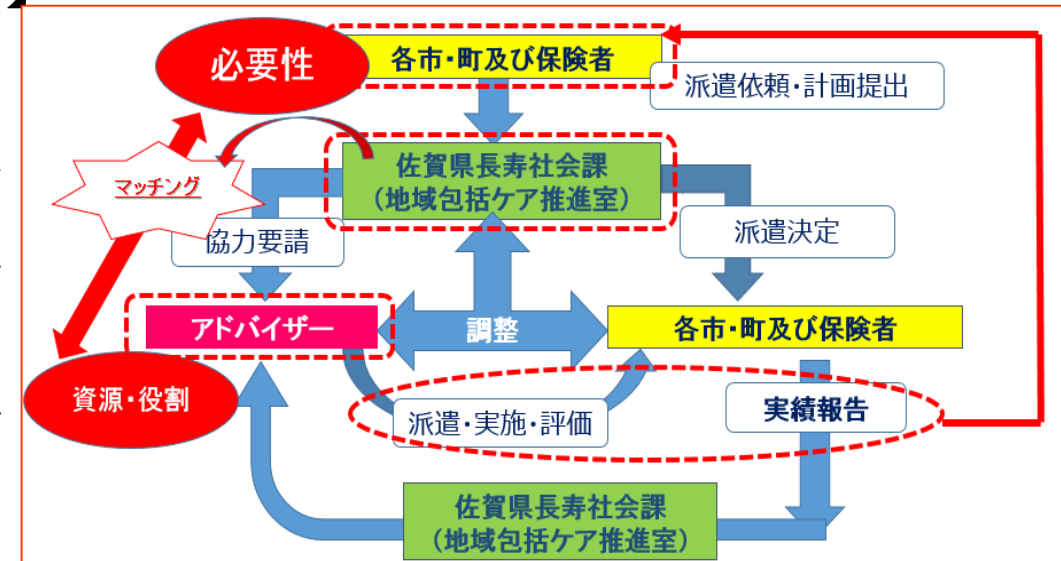 必要性
各市・町及び保険者
派遣依頼・計画提出
佐賀県長寿社会課
（地域包括ケア推進室）
マッチング
協力要請
派遣決定
アドバイザー
調整
各市・町及び保険者
資源・役割
派遣・実施・評価
実績報告
佐賀県長寿社会課
（地域包括ケア推進室）